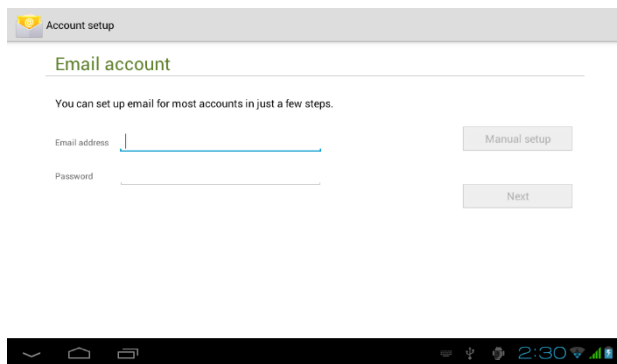 Account setup
Email account
You can set up email for most accounts in just a few steps.
Email address
Manual setup
Password
Next
2:30